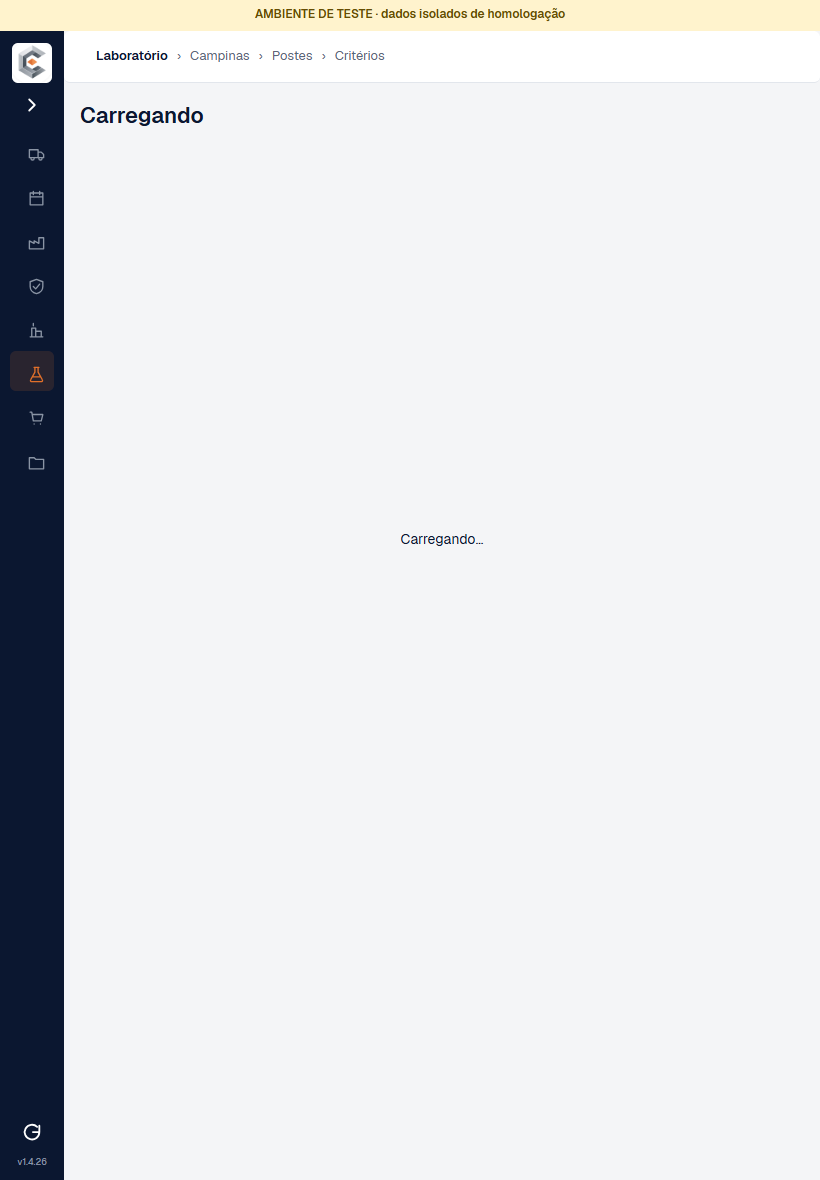 AMBIENTE DE TESTE · dados isolados de homologação
Laboratório › Campinas › Postes › Critérios
Carregando
Carregando…
v1.4.26